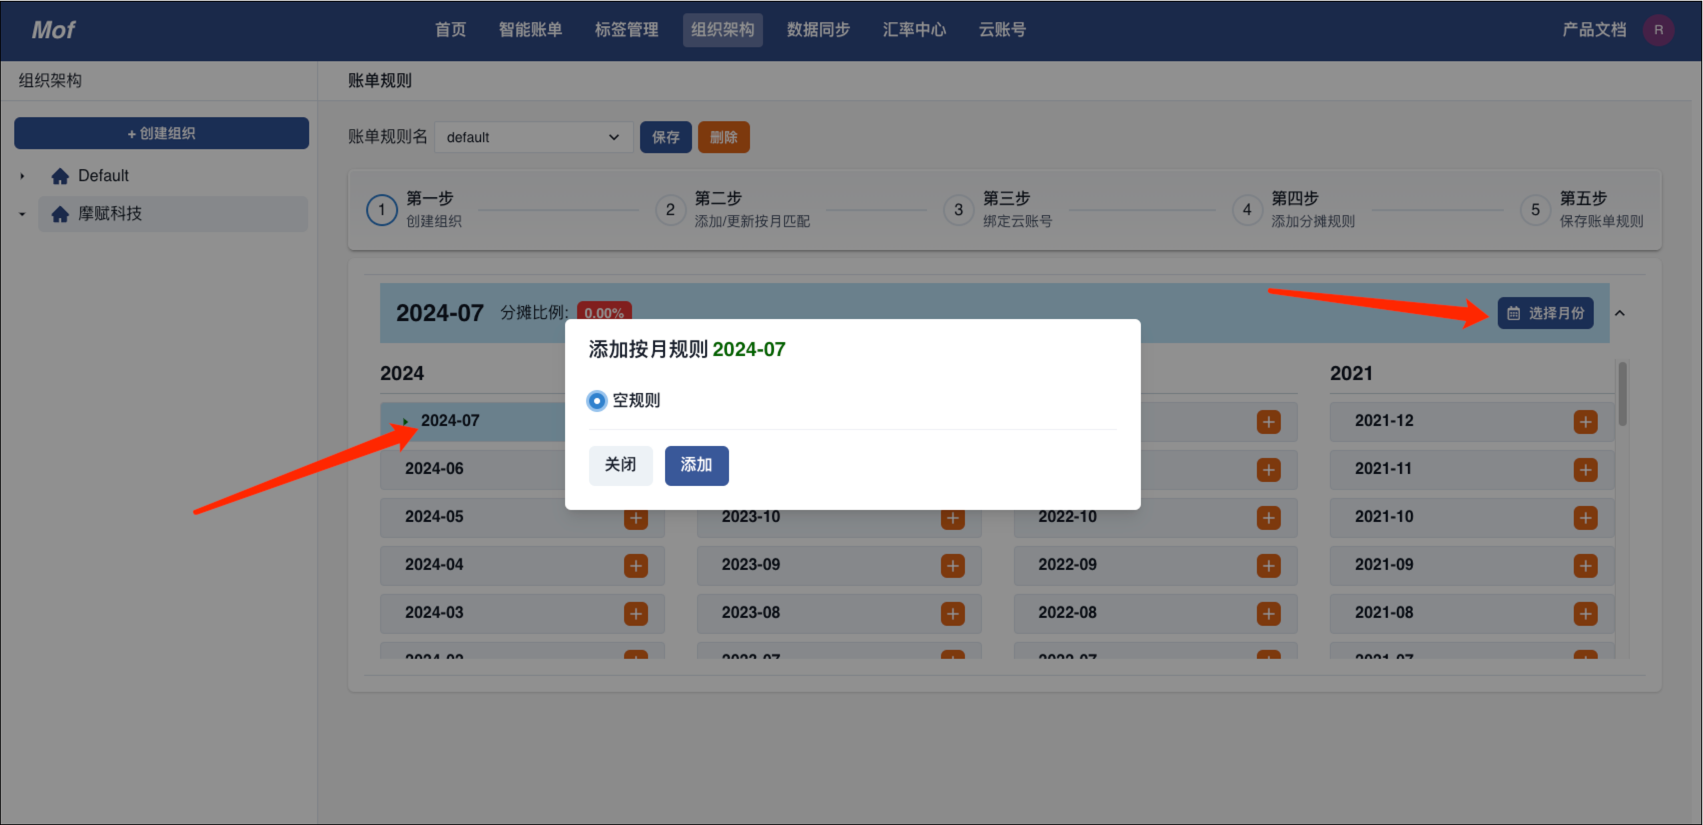 Mof
首页 智能账单 标签管理 组织架构 数据同步 汇率中心 云账号
产品文档 R
组织架构
账单规则
+ 创建组织
Default
摩赋科技
账单规则名 default 保存 删除
1 第一步 创建组织
2 第二步 添加/更新按月匹配
3 第三步 绑定云账号
4 第四步 添加分摊规则
5 第五步 保存账单规则
2024-07 分摊比例: 0.00% 选择月份
添加按月规则 2024-07
空规则
关闭 添加
2024 2021
2024-07 2021-12
2024-06 2021-11
2024-05 2023-10 2022-10 2021-10
2024-04 2023-09 2022-09 2021-09
2024-03 2023-08 2022-08 2021-08
2024-02 2023-07 2022-07 2021-07